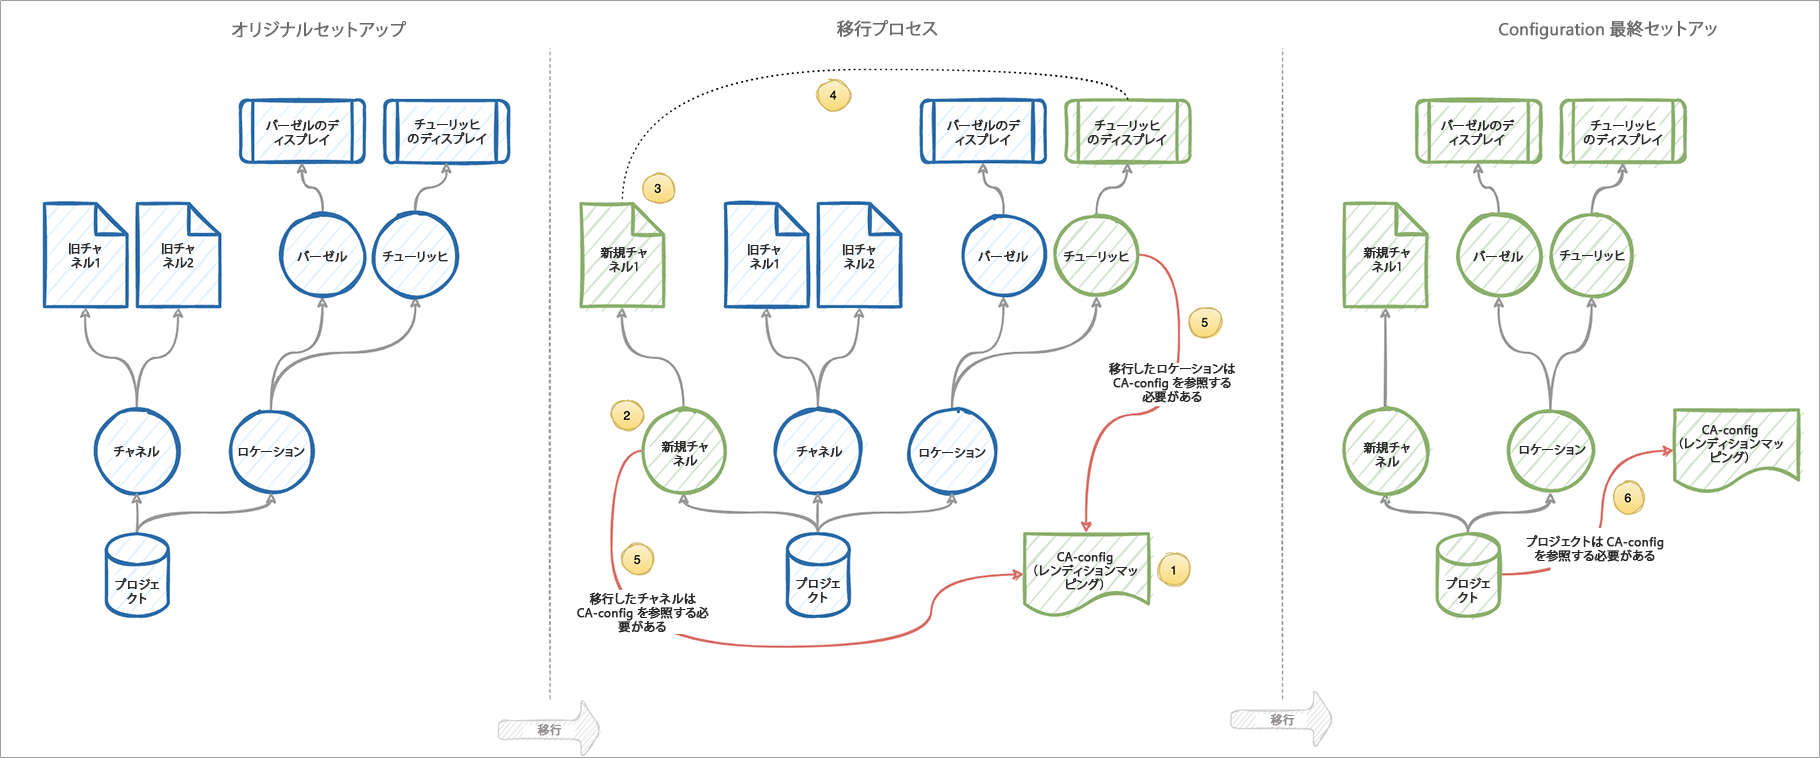 オリジナルセットアップ
バーゼルのデ
ィスプレイ
チューリッヒ
のディスプレイ
旧チャ
ネル1
旧チャ
ネル2
バーゼル
チューリッヒ
チャネル
ロケーション
プロジェ
クト
移行
移行プロセス
4
バーゼルのデ
ィスプレイ
チューリッヒ
のディスプレイ
3
新規チャ
ネル1
旧チャ
ネル1
旧チャ
ネル2
バーゼル
チューリッヒ
5
移行したロケーションは
CA-config を参照する
必要がある
2
新規チャ
ネル
チャネル
ロケーション
5
移行したチャネルは
CA-config を参照する必
要がある
プロジェ
クト
CA-config
(レンディションマッ
ピング)
1
移行
Configuration 最終セットアッ
バーゼルのデ
ィスプレイ
チューリッヒ
のディスプレイ
新規チャ
ネル1
バーゼル
チューリッヒ
新規チャ
ネル
ロケーション
CA-config
(レンディションマッ
ピング)
6
プロジェクトは CA-config
を参照する必要がある
プロジェ
クト